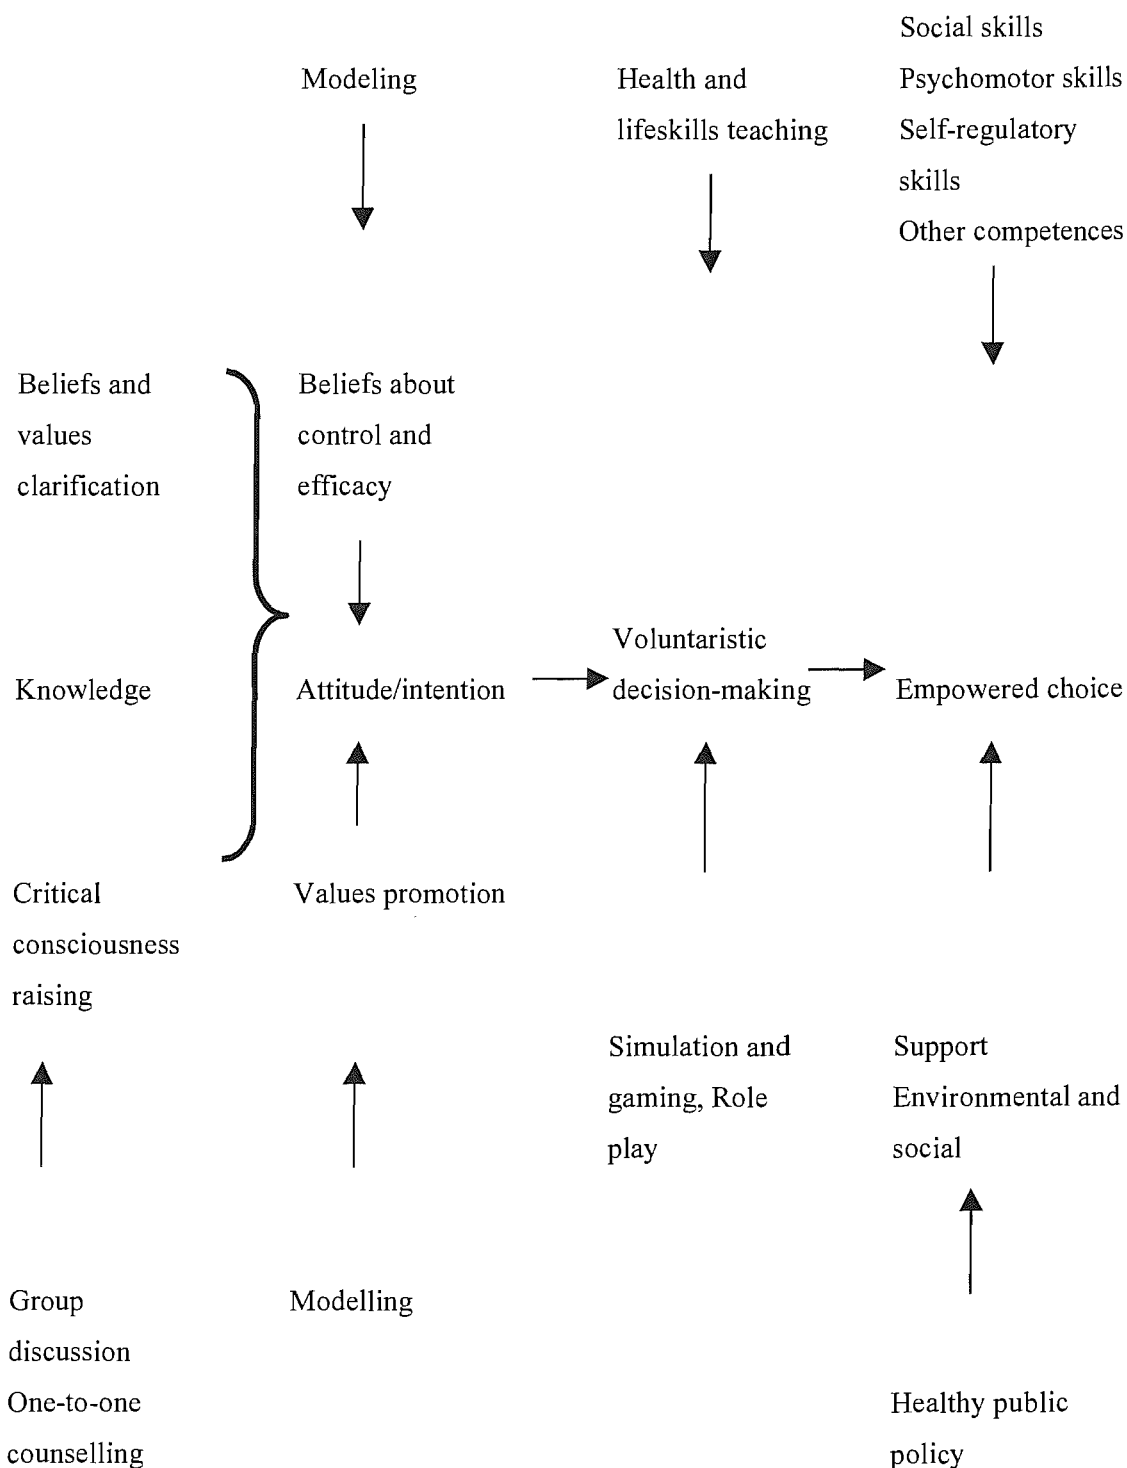 Social skills
Modeling
Health and
Psychomotor skills
lifeskills teaching
Self-regulatory
skills
Other competences
Beliefs and
values
clarification
Beliefs about
control and
efficacy
Knowledge
Attitude/intention
Voluntaristic
decision-making
Empowered choice
Critical
consciousness
raising
Values promotion
Simulation and
gaming, Role
play
Support
Environmental and
social
Group
discussion
One-to-one
counselling
Modelling
Healthy public
policy